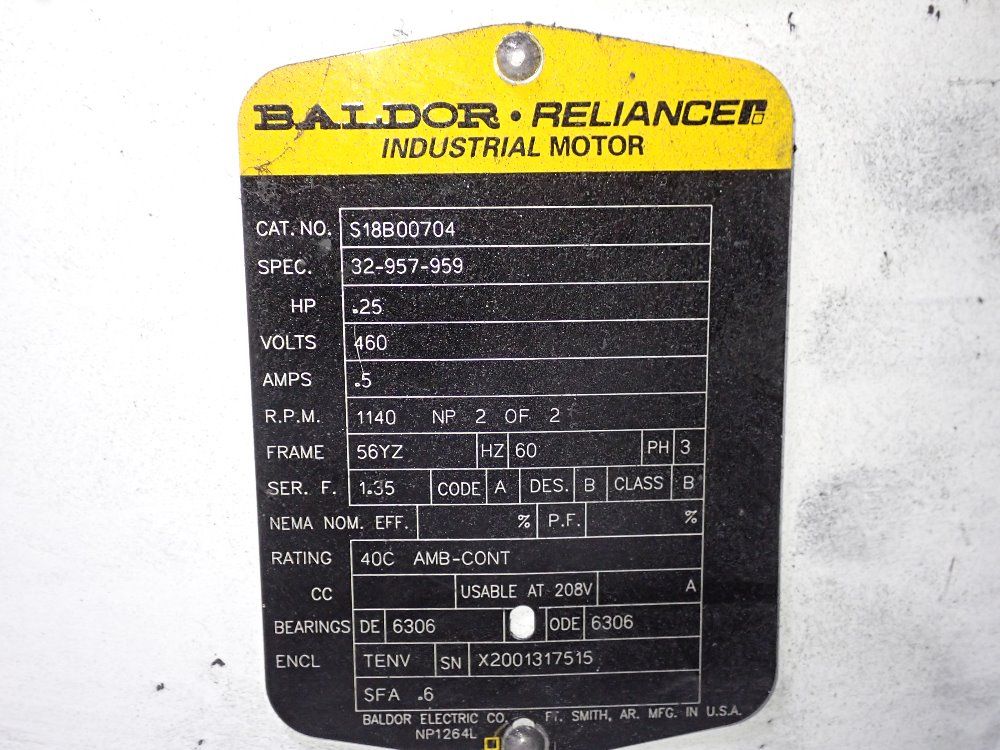 BALDOR • RELIANCE
INDUSTRIAL MOTOR
CAT. NO. S18B00704
SPEC. 32-957-959
HP .25
VOLTS 460
AMPS .5
R.P.M. 1140 NP 2 OF 2
FRAME 56YZ HZ 60 PH 3
SER. F. 1.35 CODE A DES. B CLASS B
NEMA NOM. EFF. % P.F. %
RATING 40C AMB-CONT
CC USABLE AT 208V A
BEARINGS DE 6306 ODE 6306
ENCL TENV SN X2001317515
SFA .6
BALDOR ELECTRIC CO. FT. SMITH, AR. MFG. IN U.S.A.
NP1264L